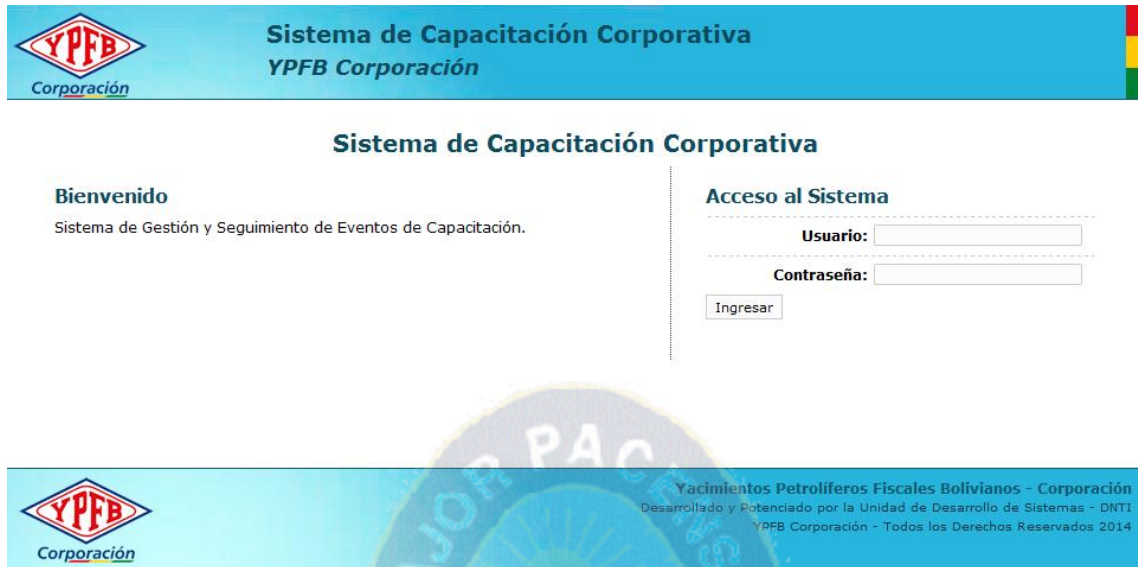 YPFB
Corporación
Sistema de Capacitación Corporativa
YPFB Corporación
Sistema de Capacitación Corporativa
Bienvenido
Sistema de Gestión y Seguimiento de Eventos de Capacitación.
Acceso al Sistema
Usuario:
Contraseña:
Ingresar
JOR PACENS
YPFB
Corporación
Yacimientos Petrolíferos Fiscales Bolivianos - Corporación
Desarrollado y Potenciado por la Unidad de Desarrollo de Sistemas - DNTI
YPFB Corporación - Todos los Derechos Reservados 2014